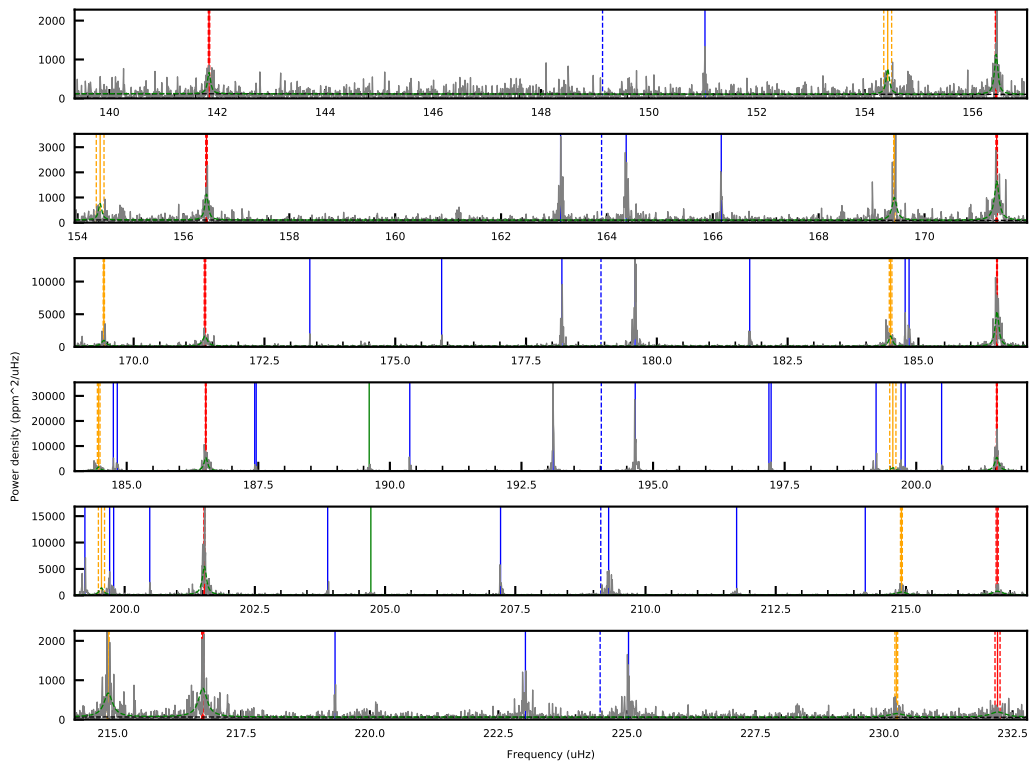 2000
1000
0
140 142 144 146 148 150 152 154 156
3000
2000
1000
0
154 156 158 160 162 164 166 168 170
10000
5000
0
170.0 172.5 175.0 177.5 180.0 182.5 185.0
Power density (ppm^2/uHz)
30000
20000
10000
0
185.0 187.5 190.0 192.5 195.0 197.5 200.0
15000
10000
5000
0
200.0 202.5 205.0 207.5 210.0 212.5 215.0
2000
1000
0
215.0 217.5 220.0 222.5 225.0 227.5 230.0 232.5
Frequency (uHz)